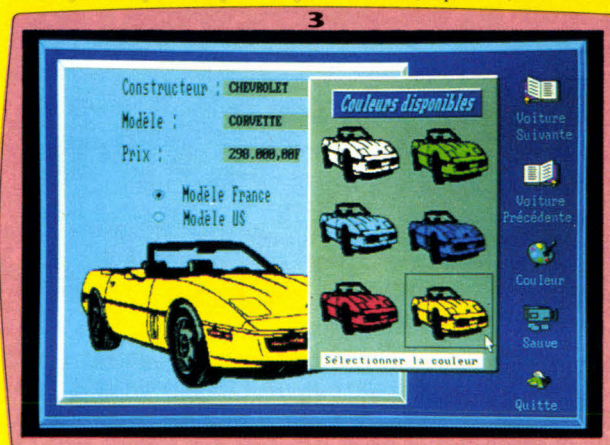 3
Constructeur : CHEVROLET
Modèle : CORVETTE
Prix : 298.000,00F
Modèle France
Modèle US
Couleurs disponibles
Sélectionner la couleur
Voiture
Suivante
Voiture
Précédente
Couleur
Sauve
Quitte